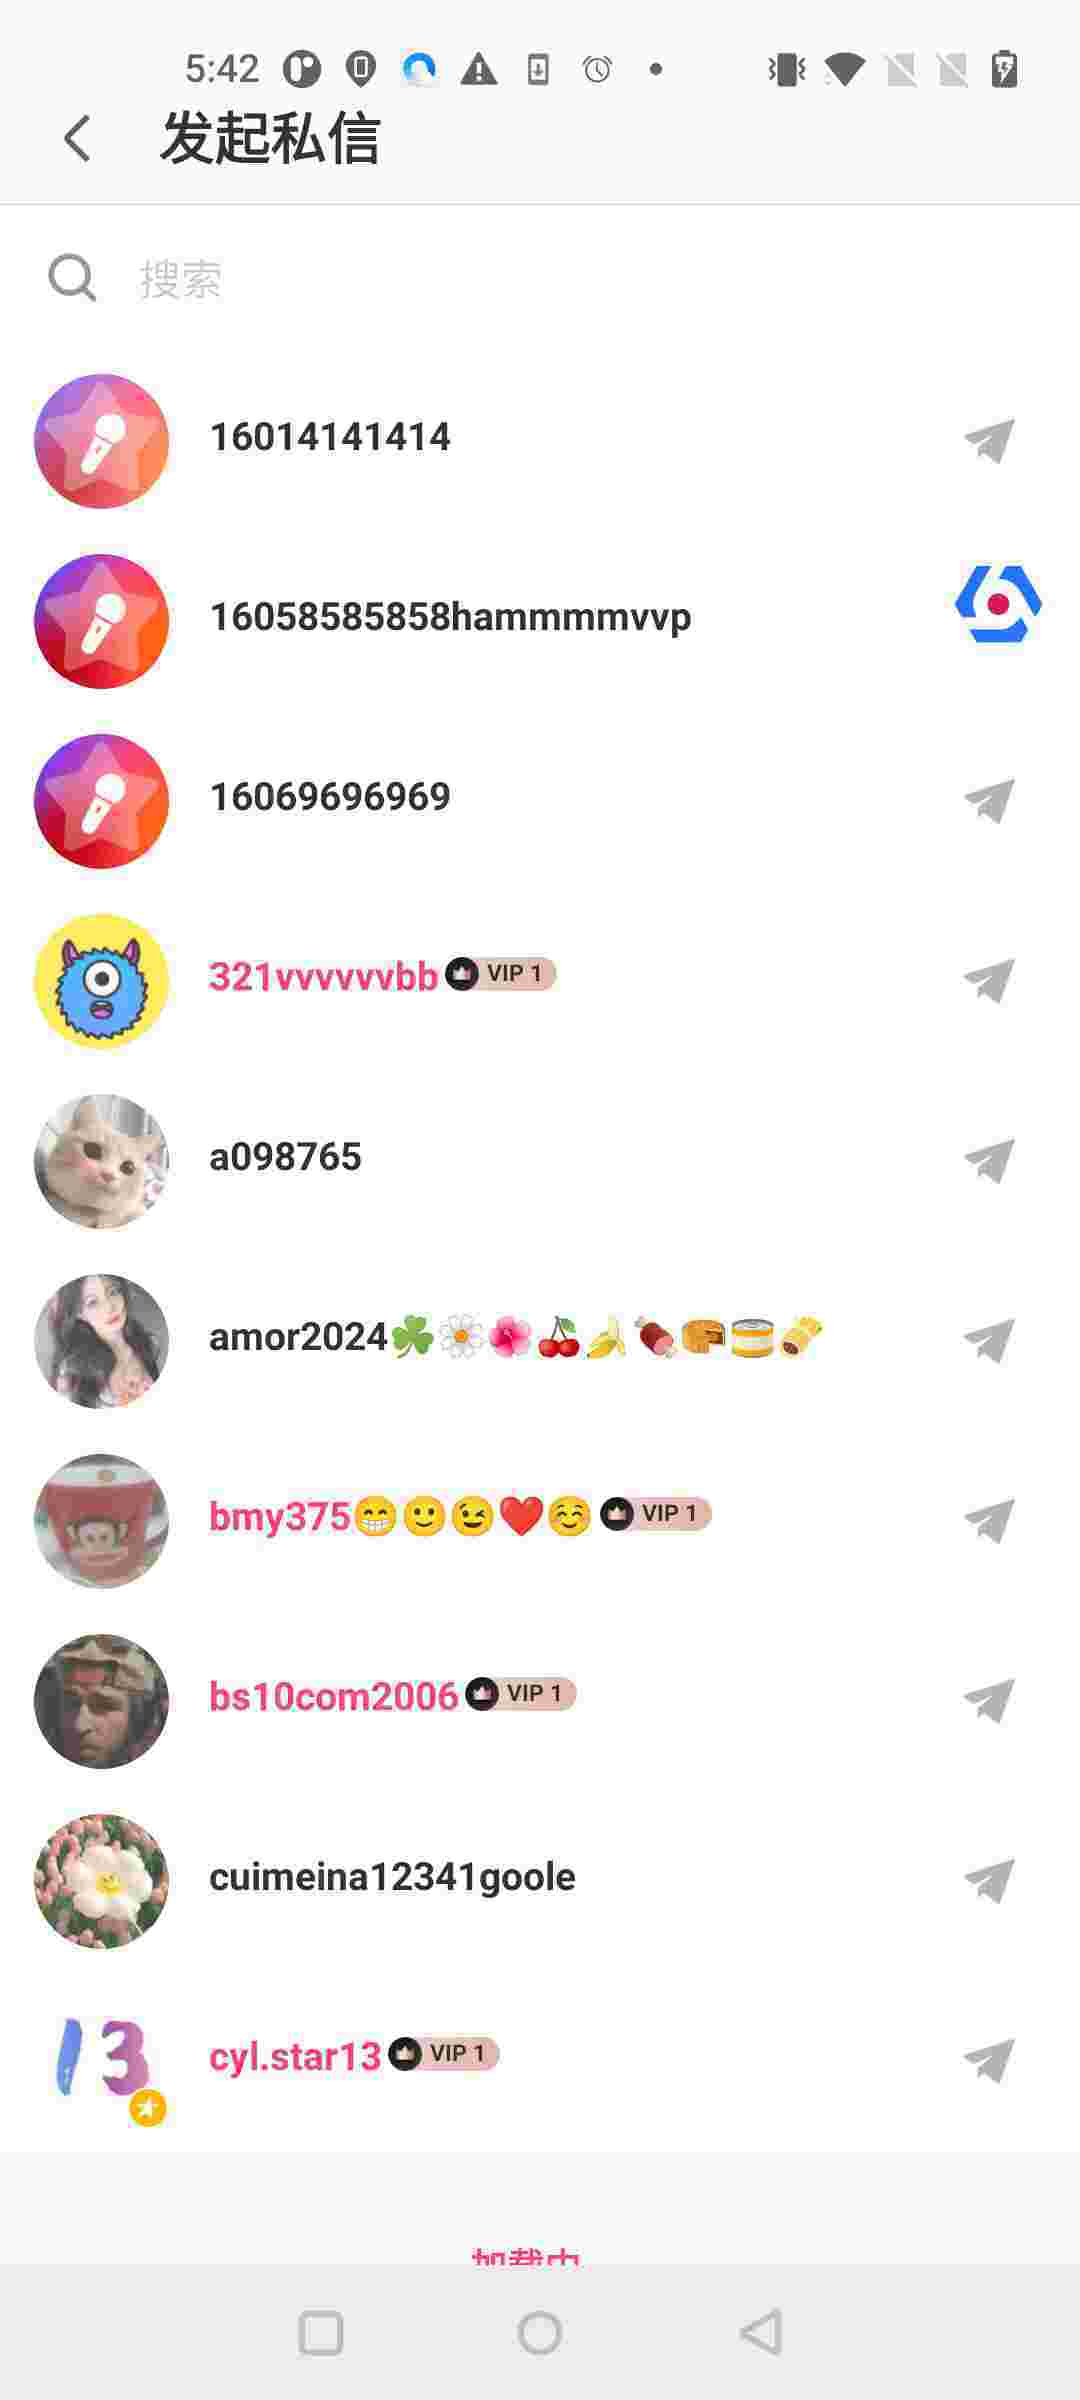 5:42
发起私信
搜索
16014141414
16058585858hammmmvvp
16069696969
321vvvvvvbb VIP 1
a098765
amor2024☘️🌼🌺🍒🍌🍖🥮🥫🌯
bmy375😁🙂😉❤️☺️ VIP 1
bs10com2006 VIP 1
cuimeina12341goole
13
cyl.star13 VIP 1
加载中